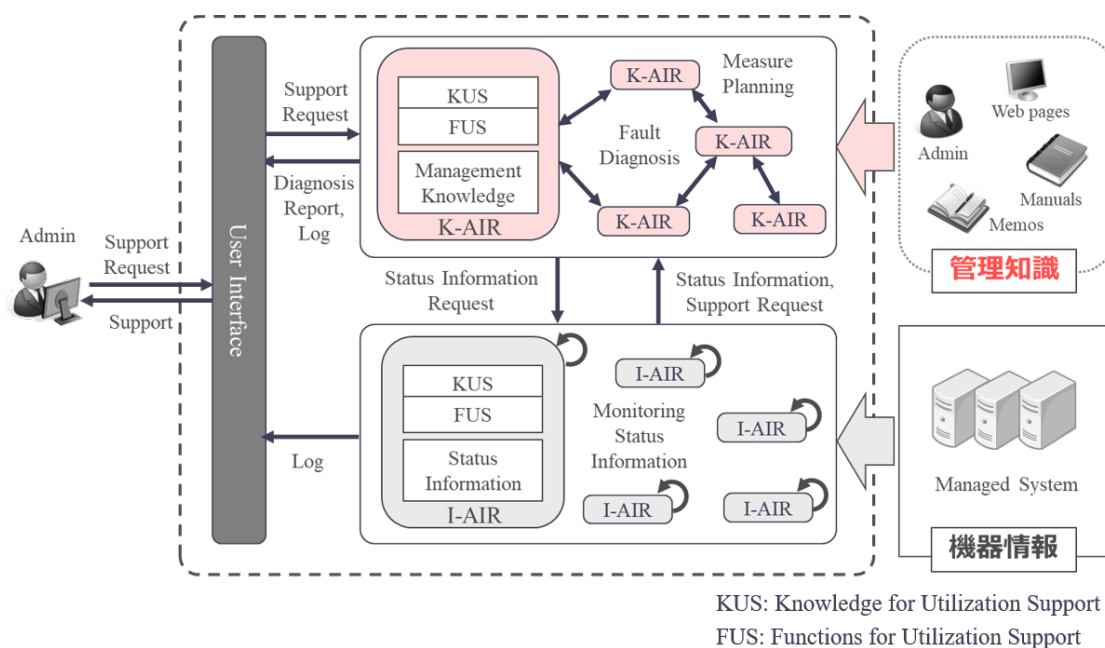 Admin
Support
Request
Support
User Interface
Support
Request
Diagnosis
Report,
Log
KUS
FUS
Management
Knowledge
K-AIR
K-AIR
Measure
Planning
Fault
Diagnosis
K-AIR
K-AIR
K-AIR
Status Information
Request
Status Information,
Support Request
Log
KUS
FUS
Status
Information
I-AIR
I-AIR
Monitoring
Status
Information
I-AIR
I-AIR
I-AIR
Admin
Web pages
Manuals
Memos
管理知識
Managed System
機器情報
KUS: Knowledge for Utilization Support
FUS: Functions for Utilization Support